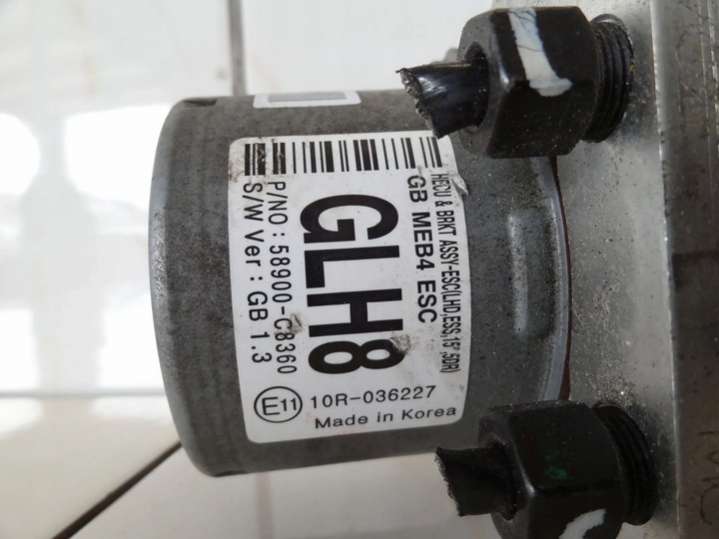 HECU & BRKT ASSY-ESC(LHD,ESS,15",5DR)
GB MEB4 ESC
GLH8
P/NO : 58900-C8360
S/W Ver : GB 1.3
E11
10R-036227
Made in Korea